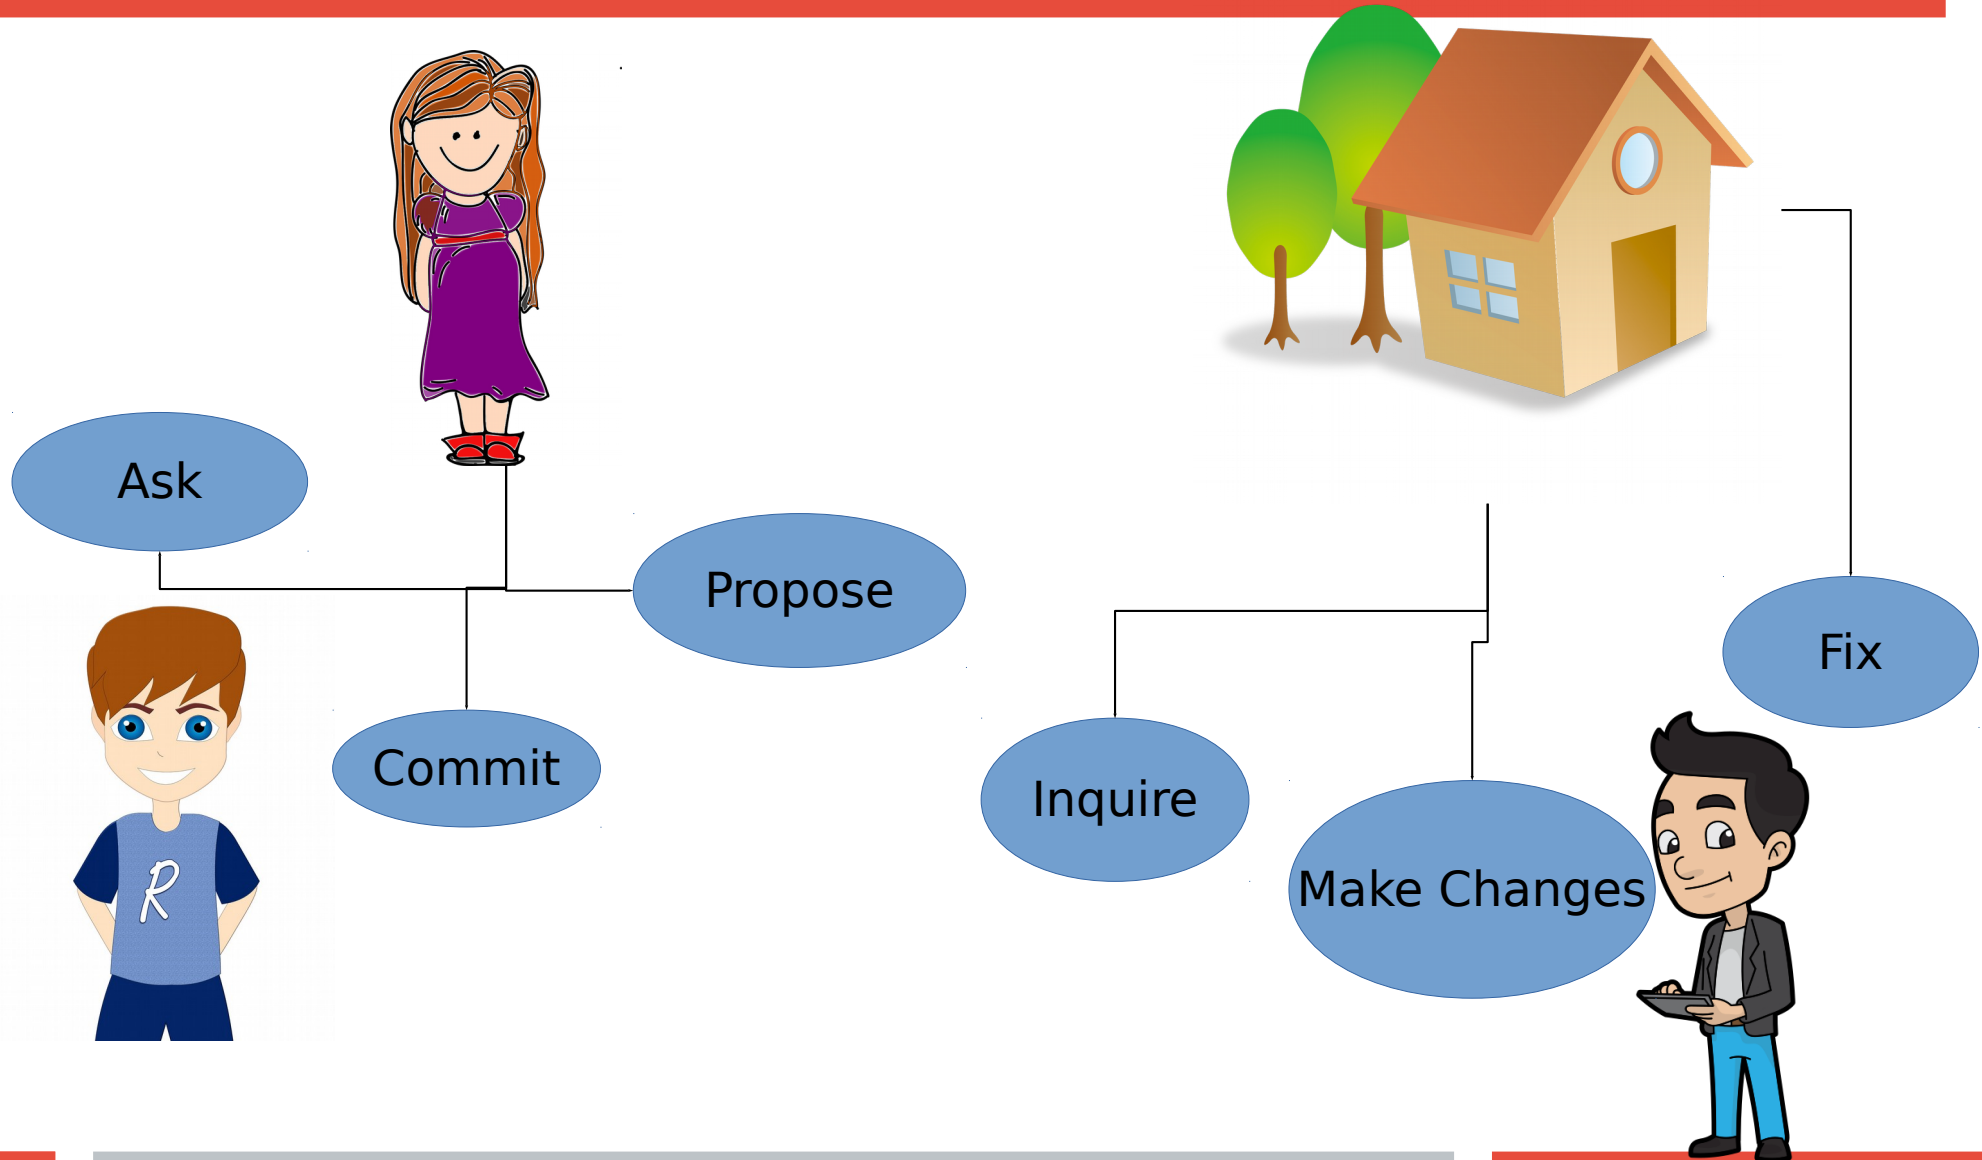 Ask
Propose
Fix
Commit
Inquire
Make Changes
R